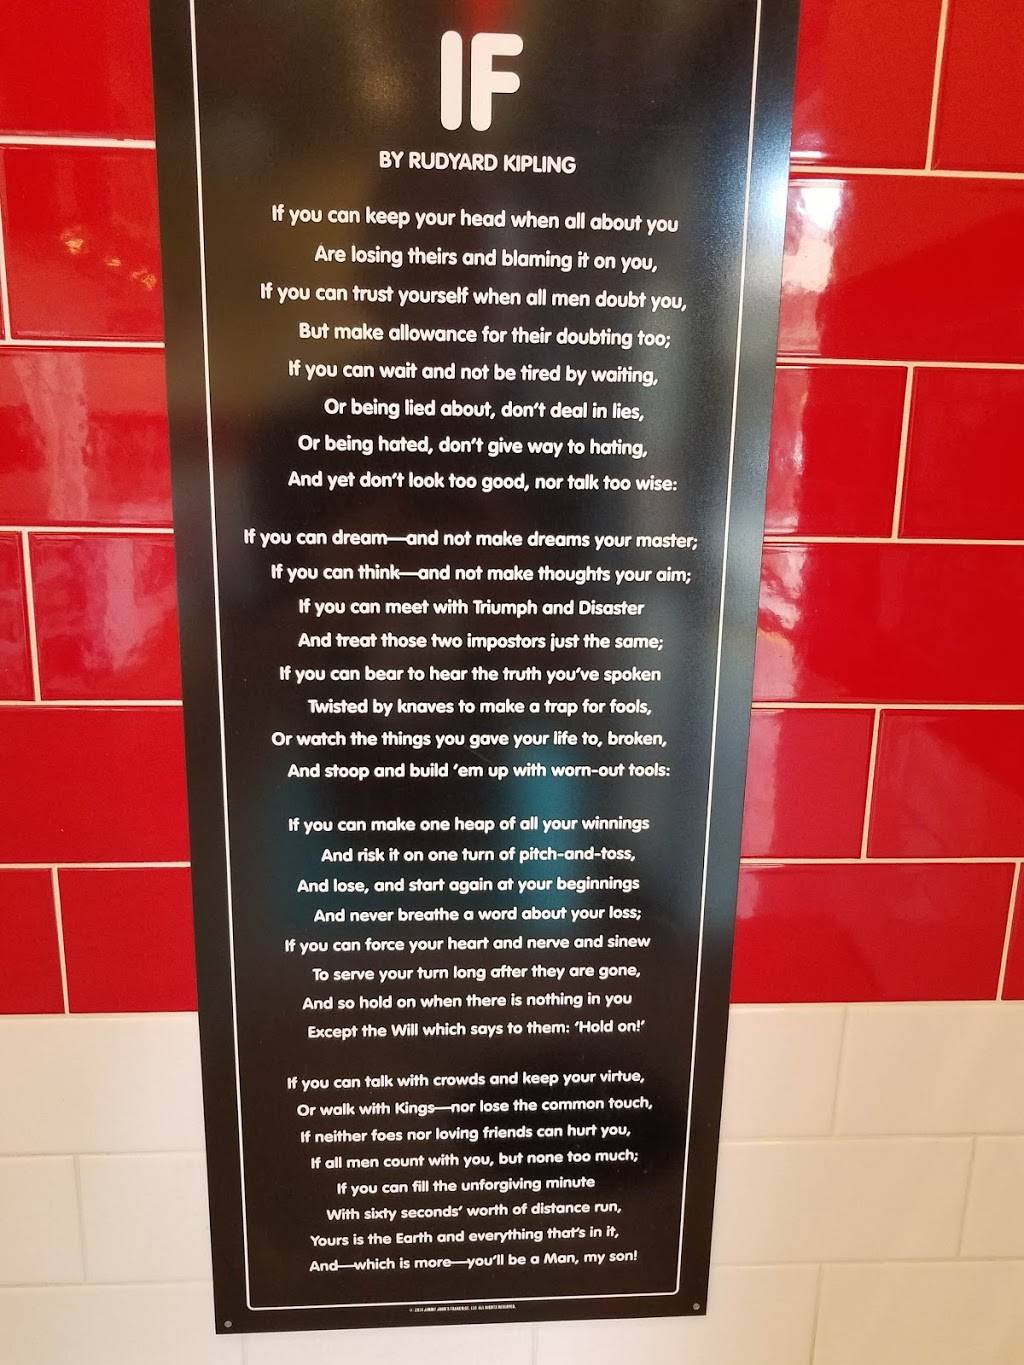 IF
BY RUDYARD KIPLING
If you can keep your head when all about you
Are losing theirs and blaming it on you,
If you can trust yourself when all men doubt you,
But make allowance for their doubting too;
If you can wait and not be tired by waiting,
Or being lied about, don't deal in lies,
Or being hated, don't give way to hating,
And yet don't look too good, nor talk too wise:
If you can dream—and not make dreams your master;
If you can think—and not make thoughts your aim;
If you can meet with Triumph and Disaster
And treat those two impostors just the same;
If you can bear to hear the truth you've spoken
Twisted by knaves to make a trap for fools,
Or watch the things you gave your life to, broken,
And stoop and build 'em up with worn-out tools:
If you can make one heap of all your winnings
And risk it on one turn of pitch-and-toss,
And lose, and start again at your beginnings
And never breathe a word about your loss;
If you can force your heart and nerve and sinew
To serve your turn long after they are gone,
And so hold on when there is nothing in you
Except the Will which says to them: 'Hold on!'
If you can talk with crowds and keep your virtue,
Or walk with Kings—nor lose the common touch,
If neither foes nor loving friends can hurt you,
If all men count with you, but none too much;
If you can fill the unforgiving minute
With sixty seconds' worth of distance run,
Yours is the Earth and everything that's in it,
And—which is more—you'll be a Man, my son!
© JIMMY JOHN'S FRANCHISE, LLC ALL RIGHTS RESERVED.